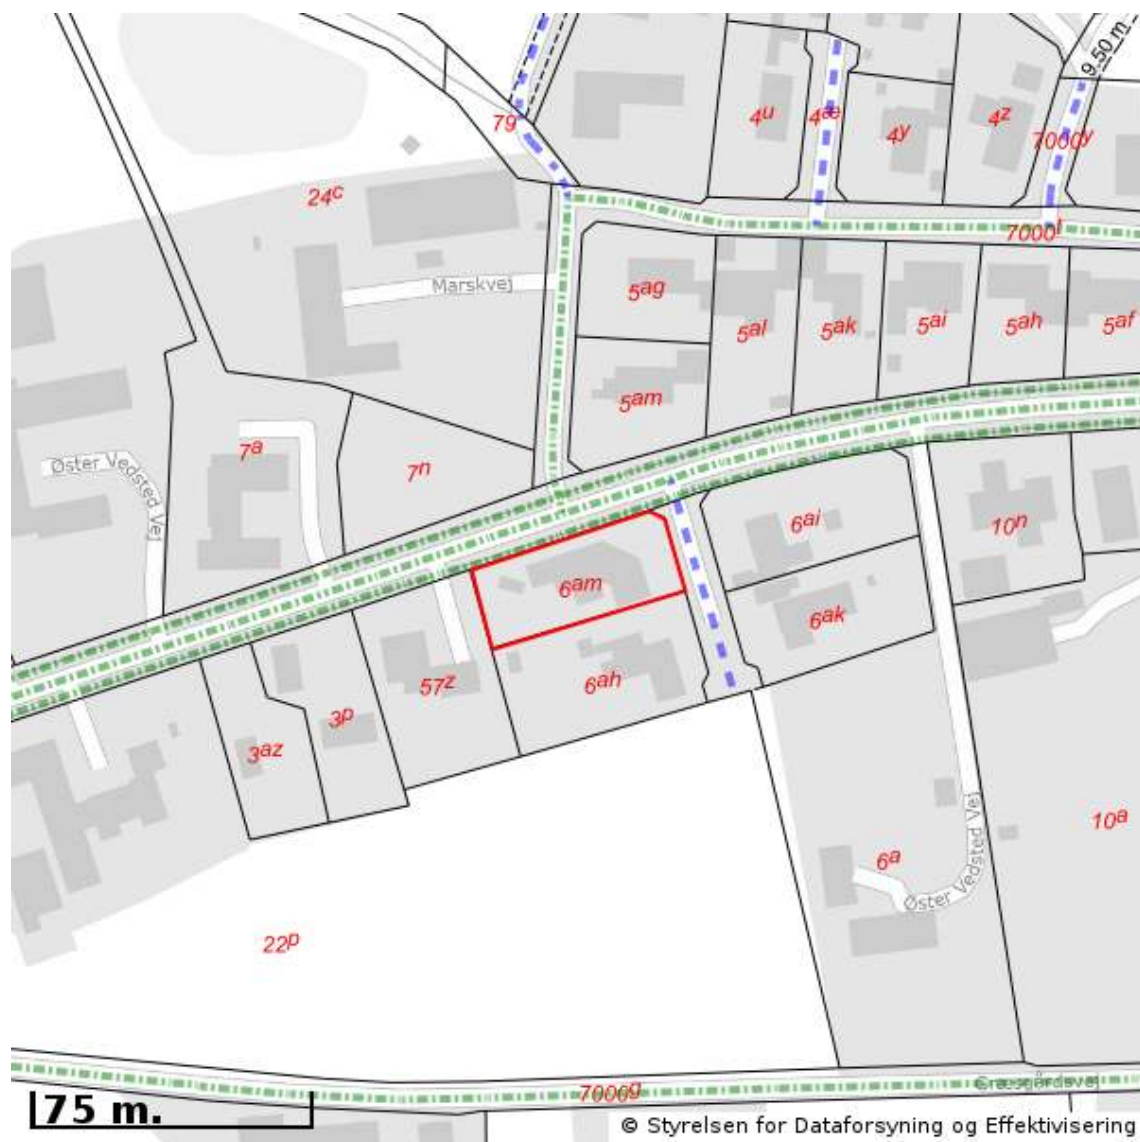 9.50 m.
79
4u
4æ
4y
4z
7000y
24c
7000l
Marskvej
5ag
5al
5ak
5ai
5ah
5af
5am
7a
7n
Øster Vedsted Vej
6ai
10n
6am
6ak
6ah
57z
3p
3az
Øster Vedsted Vej
10a
6a
22p
7000g
Græsgårdsvej
75 m.
© Styrelsen for Dataforsyning og Effektivisering